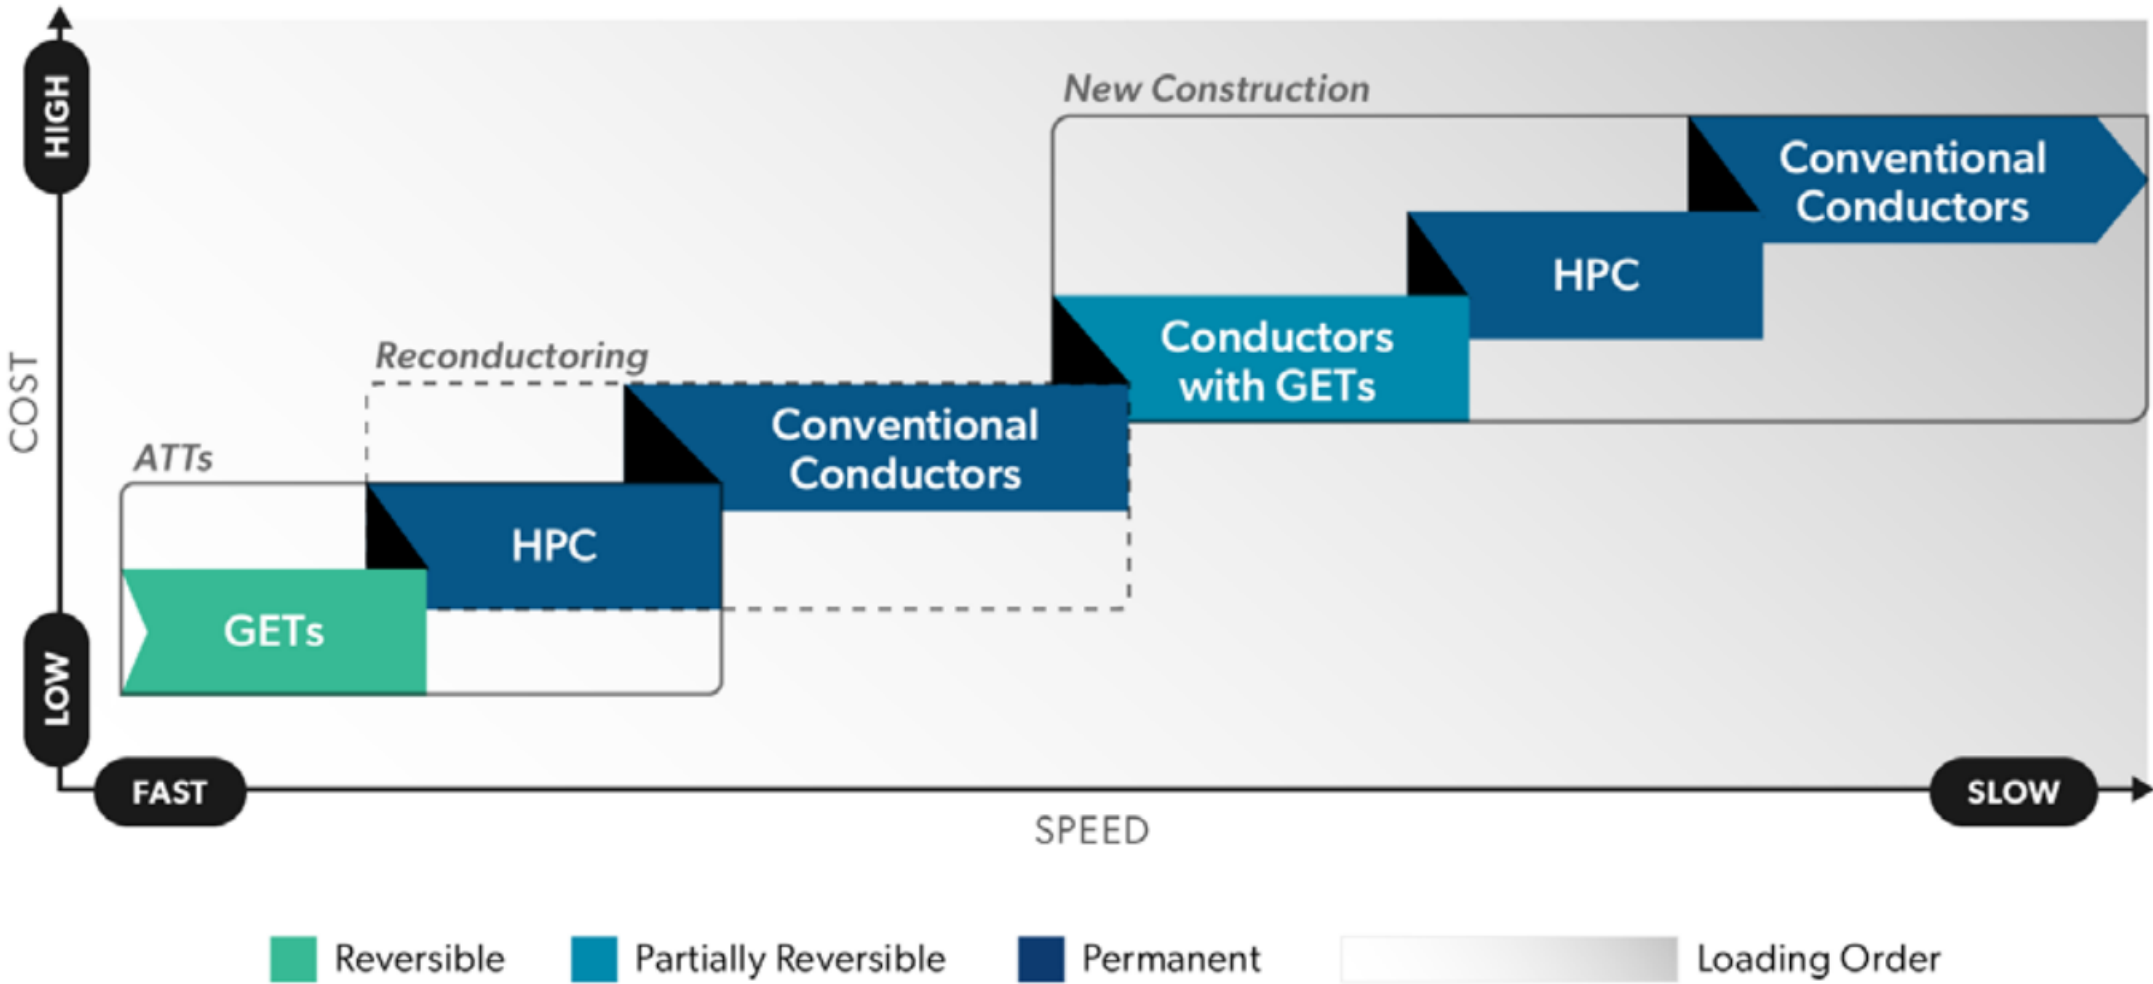 HIGH
New Construction
Conventional
Conductors
HPC
Conductors
with GETs
Reconductoring
Conventional
Conductors
COST
ATTs
HPC
GETs
LOW
FAST
SLOW
SPEED
Reversible
Partially Reversible
Permanent
Loading Order